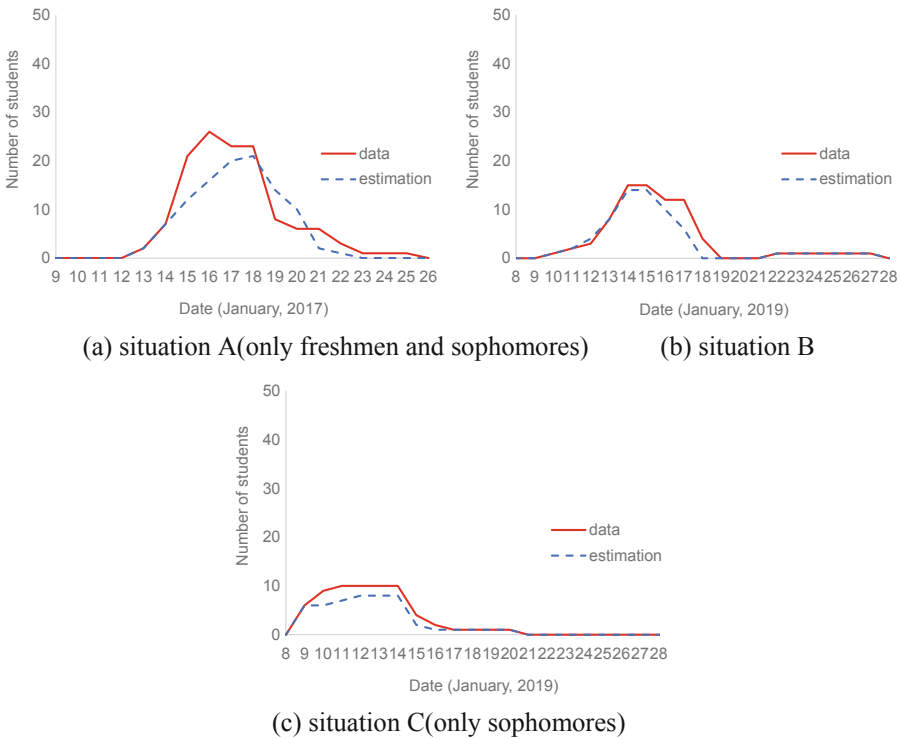 Number of students
50
40
30
20
10
0
data
estimation
9 10 11 12 13 14 15 16 17 18 19 20 21 22 23 24 25 26
Date (January, 2017)
(a) situation A(only freshmen and sophomores)
Number of students
50
40
30
20
10
0
data
estimation
8 9 10 11 12 13 14 15 16 17 18 19 20 21 22 23 24 25 26 27 28
Date (January, 2019)
(b) situation B
Number of students
50
40
30
20
10
0
data
estimation
8 9 10 11 12 13 14 15 16 17 18 19 20 21 22 23 24 25 26 27 28
Date (January, 2019)
(c) situation C(only sophomores)